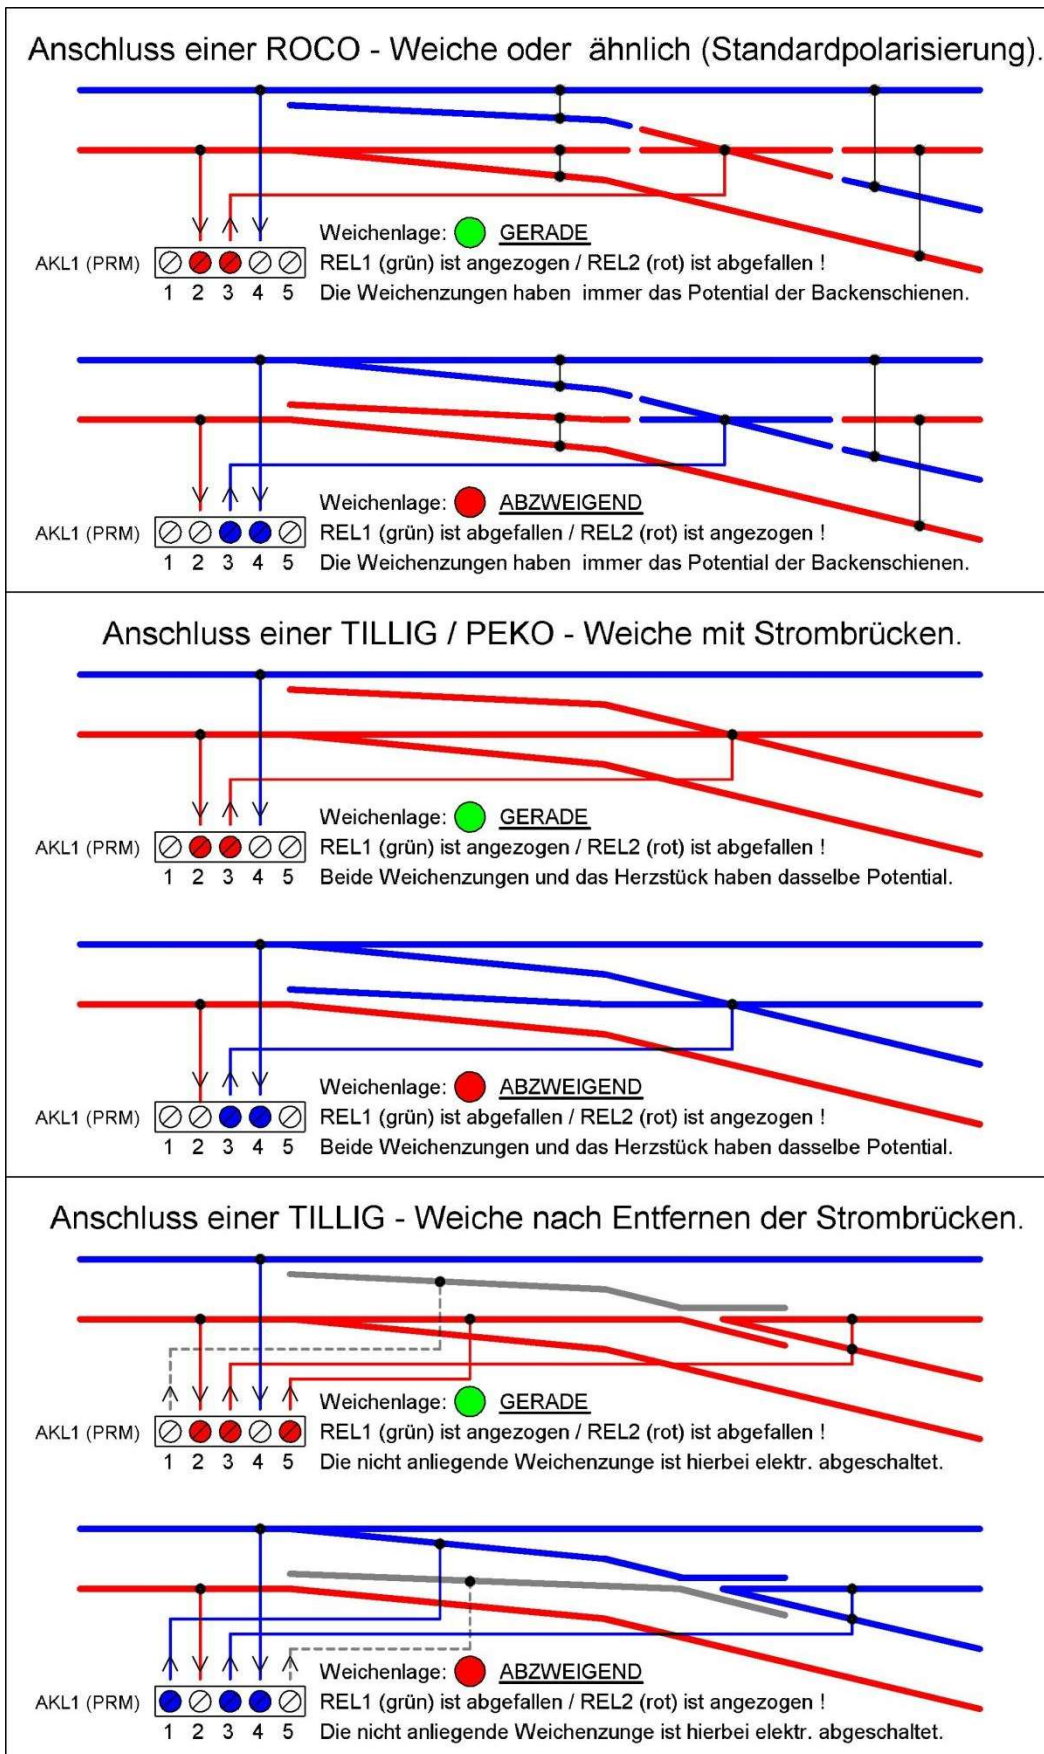 Anschluss einer ROCO - Weiche oder ähnlich (Standardpolarisierung).
Weichenlage: GERADE
AKL1 (PRM) REL1 (grün) ist angezogen / REL2 (rot) ist abgefallen !
1 2 3 4 5 Die Weichenzungen haben immer das Potential der Backenschienen.
Weichenlage: ABZWEIGEND
AKL1 (PRM) REL1 (grün) ist abgefallen / REL2 (rot) ist angezogen !
1 2 3 4 5 Die Weichenzungen haben immer das Potential der Backenschienen.
Anschluss einer TILLIG / PEKO - Weiche mit Strombrücken.
Weichenlage: GERADE
AKL1 (PRM) REL1 (grün) ist angezogen / REL2 (rot) ist abgefallen !
1 2 3 4 5 Beide Weichenzungen und das Herzstück haben dasselbe Potential.
Weichenlage: ABZWEIGEND
AKL1 (PRM) REL1 (grün) ist abgefallen / REL2 (rot) ist angezogen !
1 2 3 4 5 Beide Weichenzungen und das Herzstück haben dasselbe Potential.
Anschluss einer TILLIG - Weiche nach Entfernen der Strombrücken.
Weichenlage: GERADE
AKL1 (PRM) REL1 (grün) ist angezogen / REL2 (rot) ist abgefallen !
1 2 3 4 5 Die nicht anliegende Weichenzunge ist hierbei elektr. abgeschaltet.
Weichenlage: ABZWEIGEND
AKL1 (PRM) REL1 (grün) ist abgefallen / REL2 (rot) ist angezogen !
1 2 3 4 5 Die nicht anliegende Weichenzunge ist hierbei elektr. abgeschaltet.